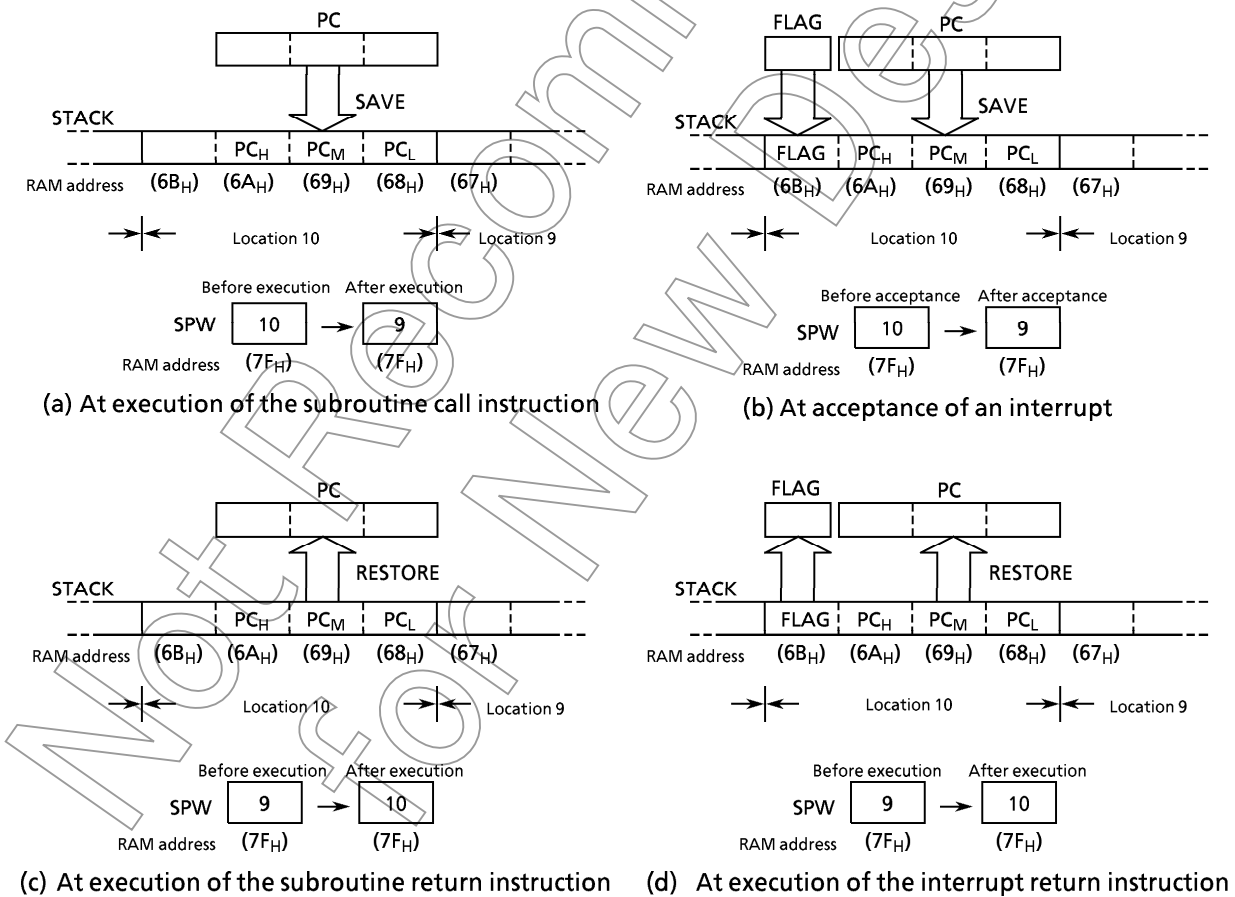 PC
SAVE
STACK
PCH PCM PCL
RAM address (6BH) (6AH) (69H) (68H) (67H)
Location 10 Location 9
Before execution After execution
SPW 10 9
RAM address (7FH) (7FH)
(a) At execution of the subroutine call instruction
FLAG PC
SAVE
STACK
FLAG PCH PCM PCL
RAM address (6BH) (6AH) (69H) (68H) (67H)
Location 10 Location 9
Before acceptance After acceptance
SPW 10 9
RAM address (7FH) (7FH)
(b) At acceptance of an interrupt
PC
RESTORE
STACK
PCH PCM PCL
RAM address (6BH) (6AH) (69H) (68H) (67H)
Location 10 Location 9
Before execution After execution
SPW 9 10
RAM address (7FH) (7FH)
(c) At execution of the subroutine return instruction
FLAG PC
RESTORE
STACK
FLAG PCH PCM PCL
RAM address (6BH) (6AH) (69H) (68H) (67H)
Location 10 Location 9
Before execution After execution
SPW 9 10
RAM address (7FH) (7FH)
(d) At execution of the interrupt return instruction
Not Recom
for New Des